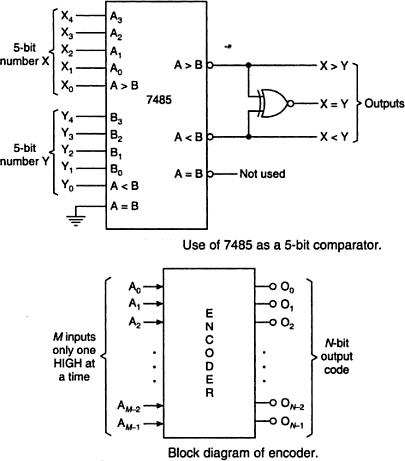 5-bit number X
X4 A3
X3 A2
X2 A1
X1 A0
X0 A > B
5-bit number Y
Y4 B3
Y3 B2
Y2 B1
Y1 B0
Y0 A < B
A = B
7485
A > B
A < B
A = B
Not used
X > Y
X = Y
X < Y
Outputs
Use of 7485 as a 5-bit comparator.
M inputs
only one
HIGH at
a time
A0
A1
A2
AM–2
AM–1
ENCODER
O0
O1
O2
ON–2
ON–1
N-bit
output
code
Block diagram of encoder.